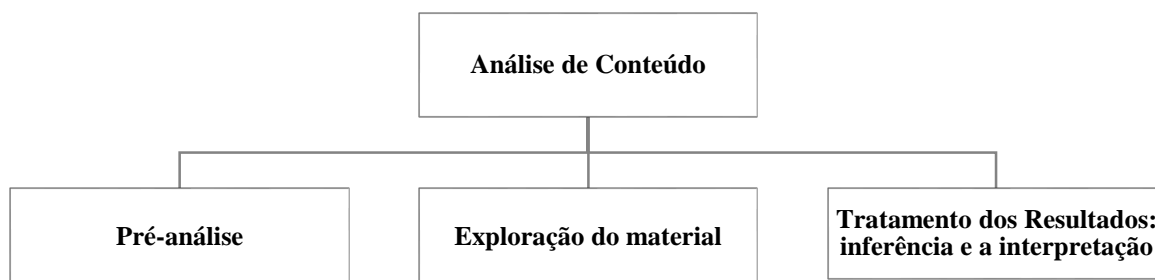 Análise de Conteúdo
Pré-análise
Exploração do material
Tratamento dos Resultados:
inferência e a interpretação